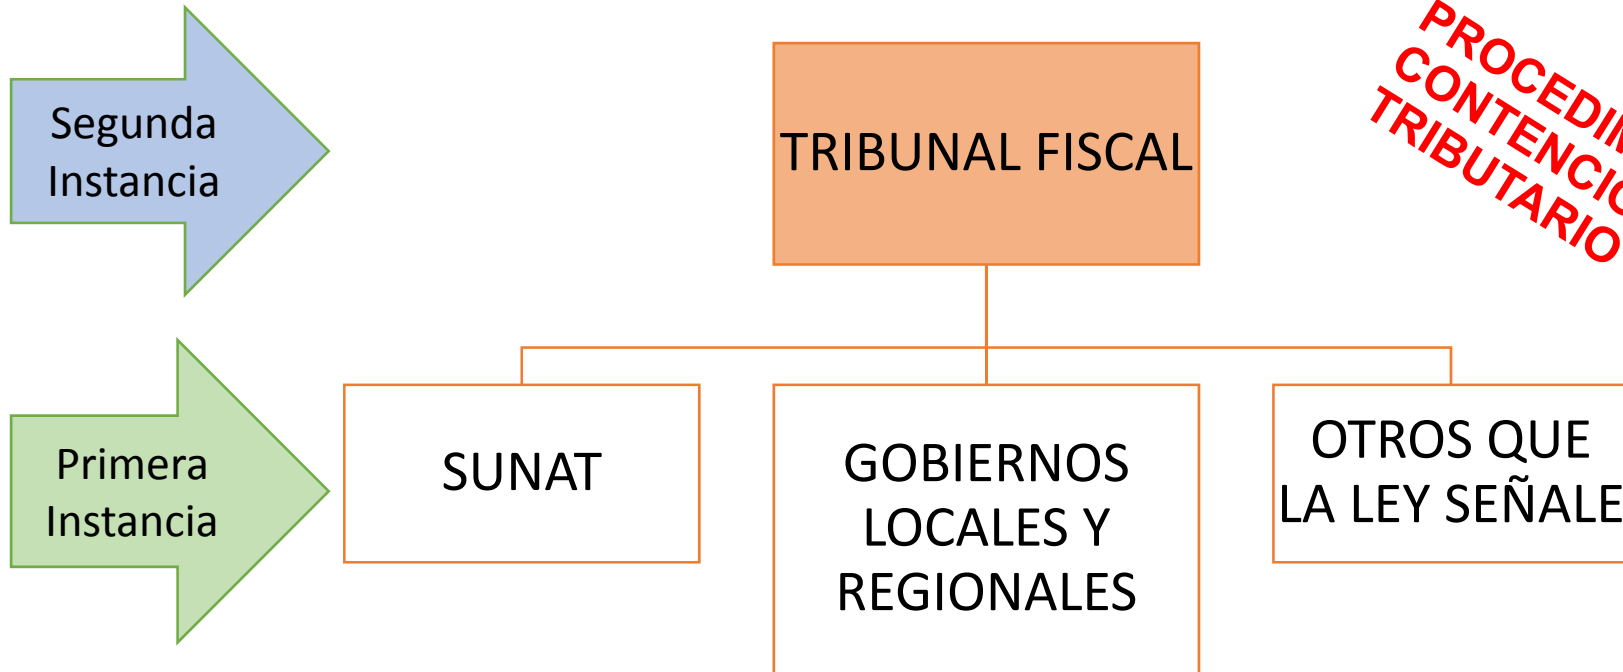 Segunda
Instancia
TRIBUNAL FISCAL
TRIBUTARIO
Primera
Instancia
SUNAT
GOBIERNOS
LOCALES Y
REGIONALES
OTROS QUE
LA LEY SEÑALE